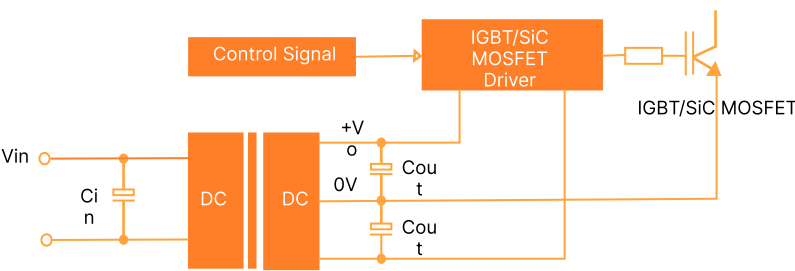 Control Signal
IGBT/SiC
MOSFET
Driver
IGBT/SiC MOSFET
Vin
+V
o
Ci
n
DC
DC
0V
Cou
t
Cou
t